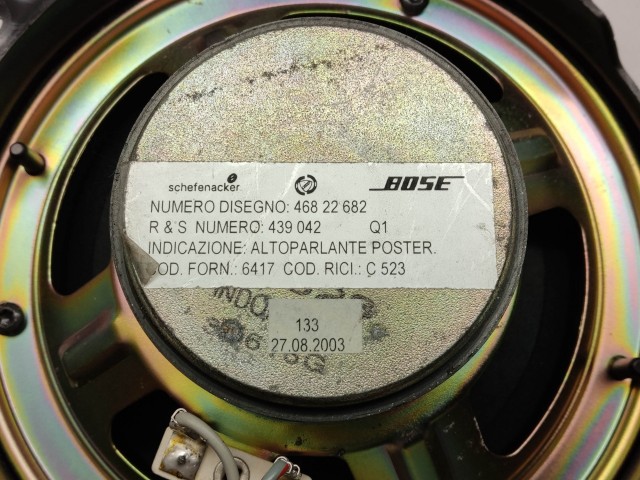 schefenacker BOSE
NUMERO DISEGNO: 468 22 682
R & S NUMERO: 439 042 Q1
INDICAZIONE: ALTOPARLANTE POSTER.
COD. FORN.: 6417 COD. RICI.: C 523
INDO
133
27.08.2003